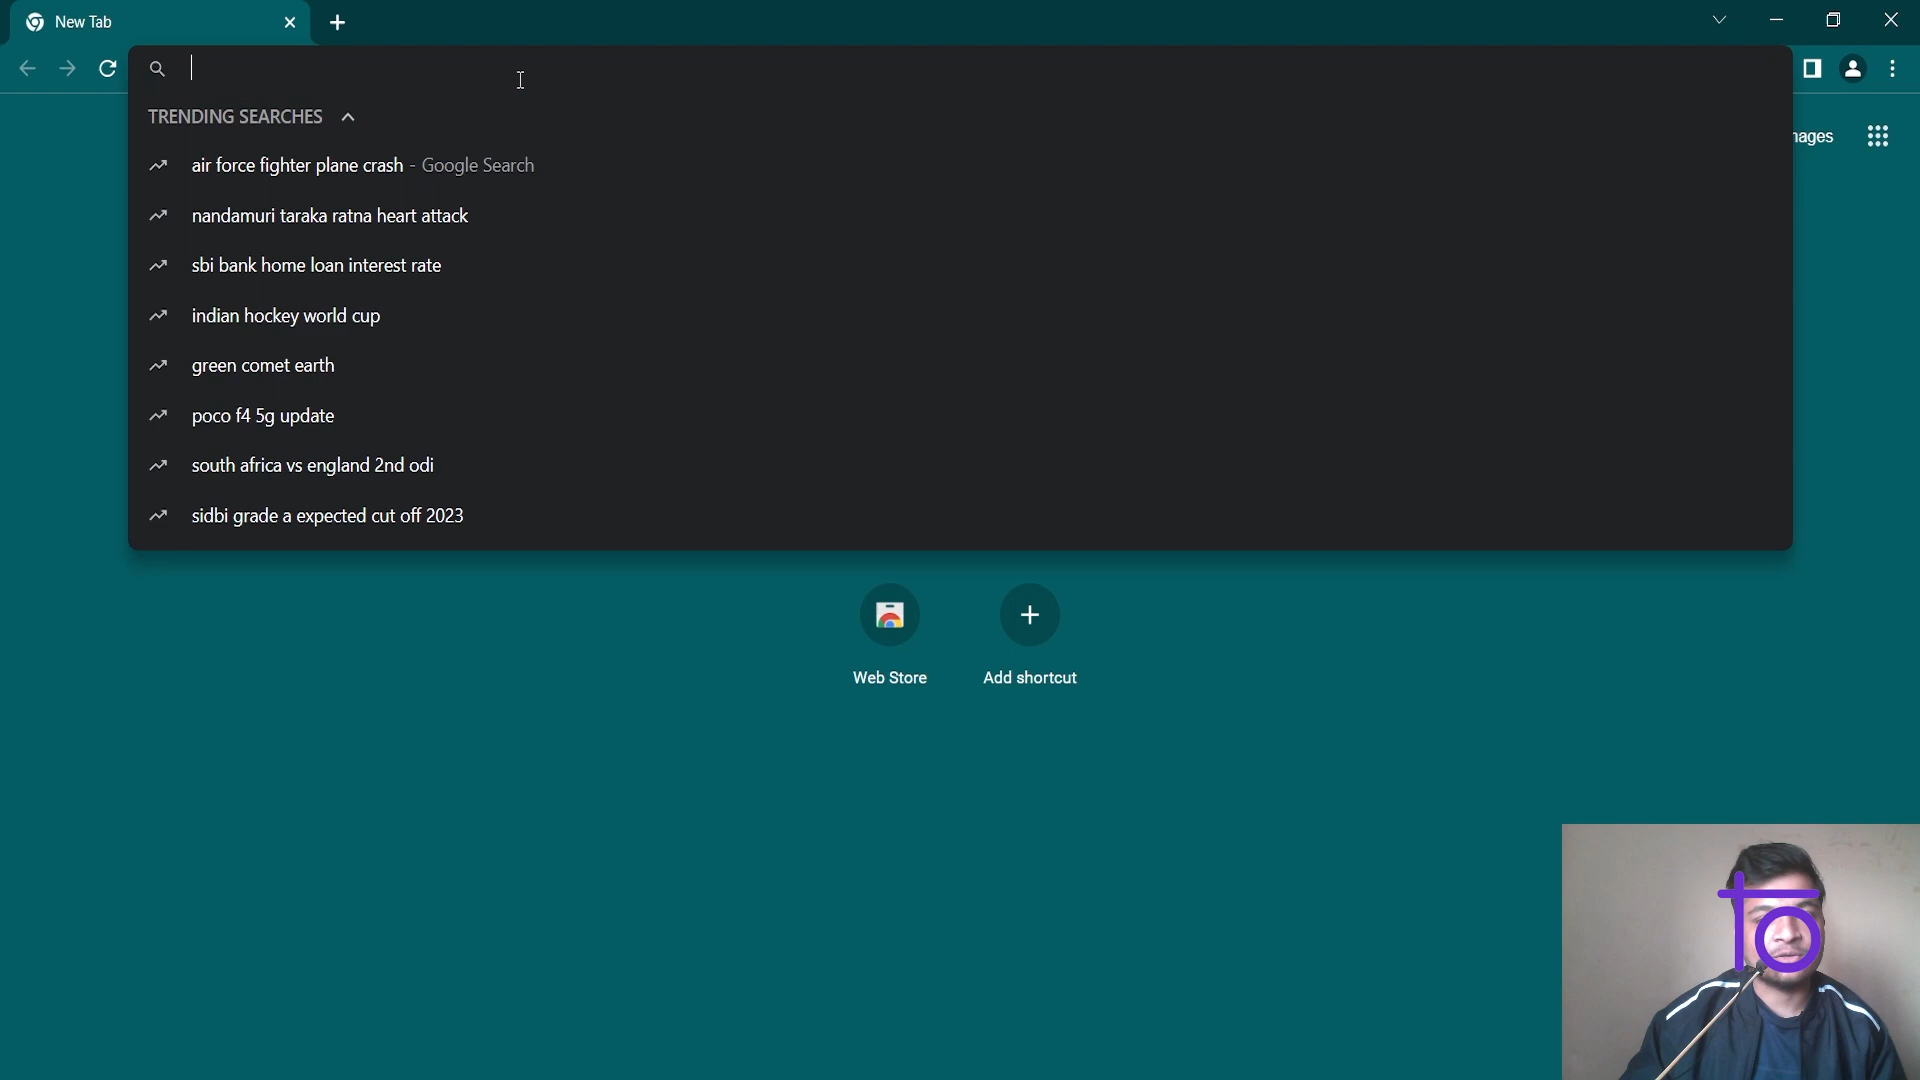 New Tab
TRENDING SEARCHES
air force fighter plane crash - Google Search
nandamuri taraka ratna heart attack
sbi bank home loan interest rate
indian hockey world cup
green comet earth
poco f4 5g update
south africa vs england 2nd odi
sidbi grade a expected cut off 2023
Web Store
Add shortcut
to